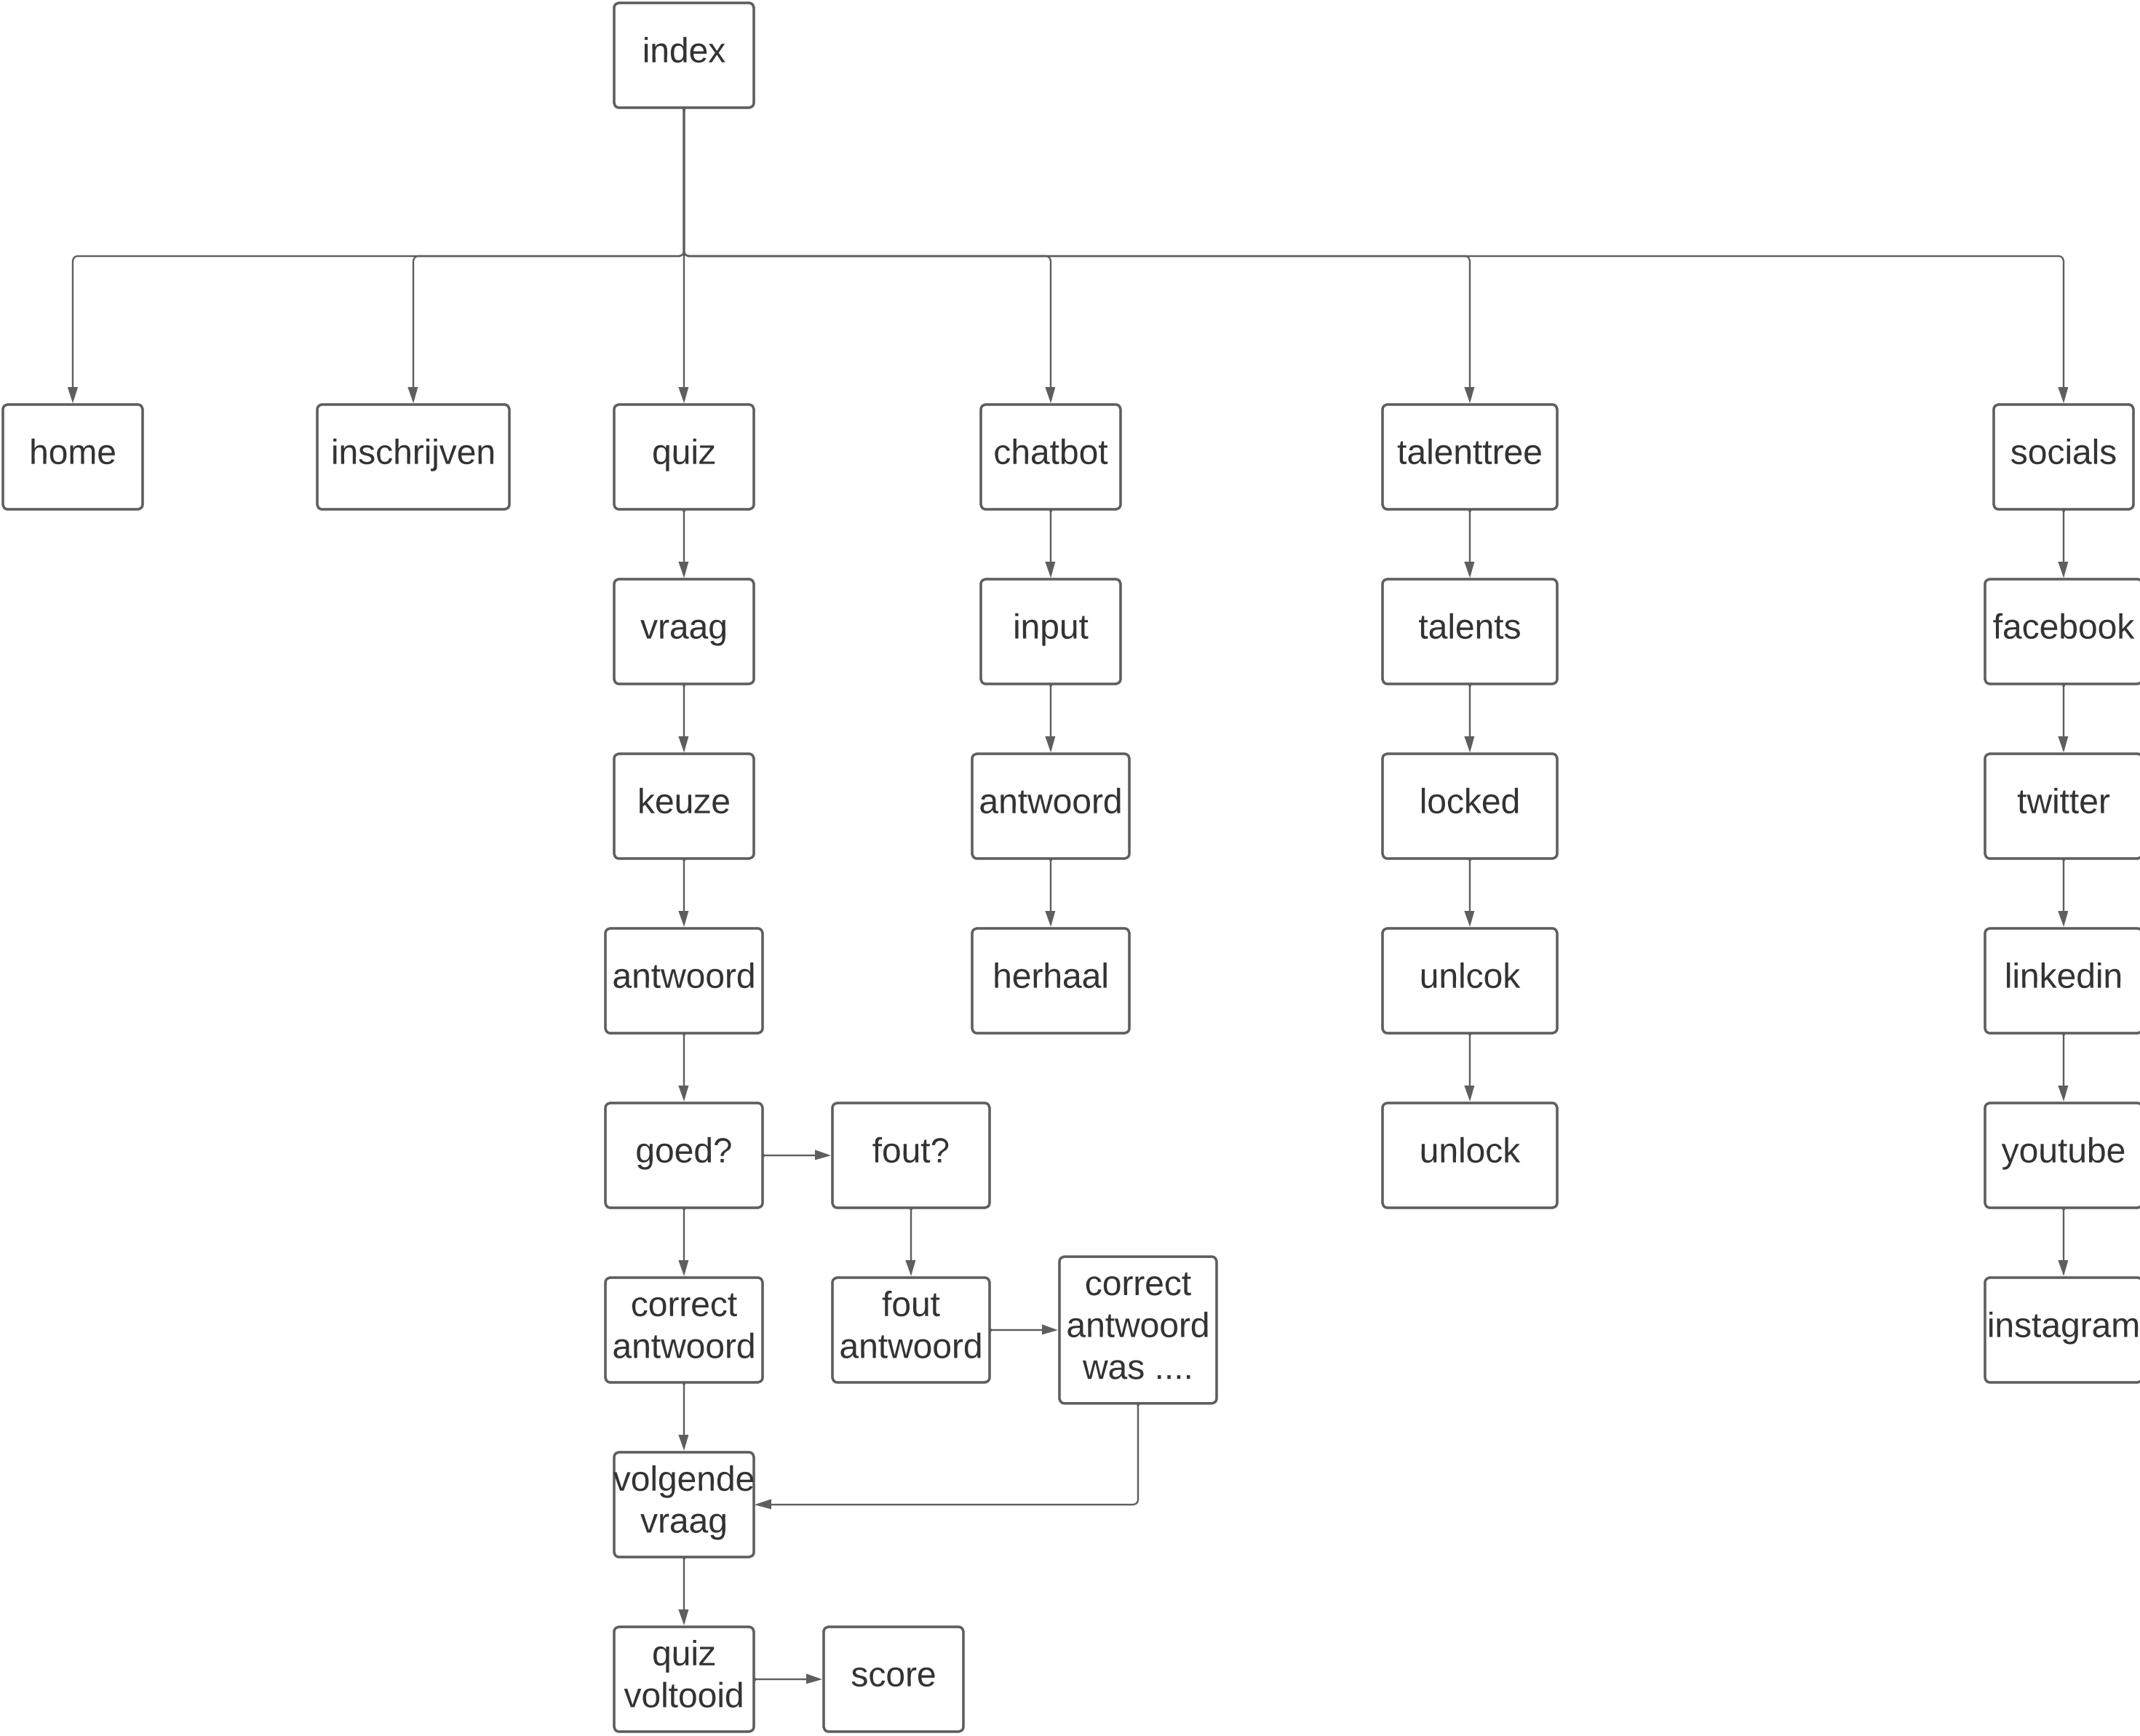 index
home
inschrijven
quiz
chatbot
talenttree
socials
vraag
input
talents
facebook
keuze
antwoord
locked
twitter
antwoord
herhaal
unlcok
linkedin
goed?
fout?
unlock
youtube
correct
antwoord
fout
antwoord
correct
antwoord
was ....
instagram
volgende
vraag
quiz
voltooid
score